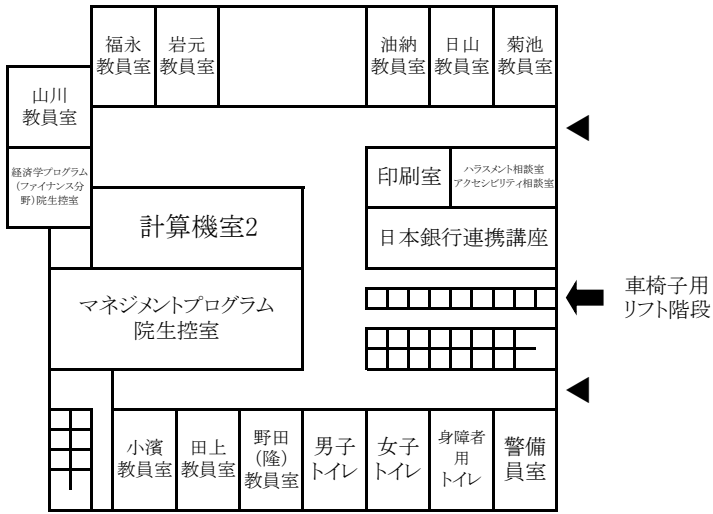 福永
教員室
岩元
教員室
油納
教員室
日山
教員室
菊池
教員室
山川
教員室
経済学プログラム
(ファイナンス分
野)院生控室
印刷室
ハラスメント相談室
アクセシビリティ相談室
計算機室2
日本銀行連携講座
マネジメントプログラム
院生控室
車椅子用
リフト階段
小濱
教員室
田上
教員室
野田
(隆)
教員室
男子
トイレ
女子
トイレ
身障者
用
トイレ
警備
員室